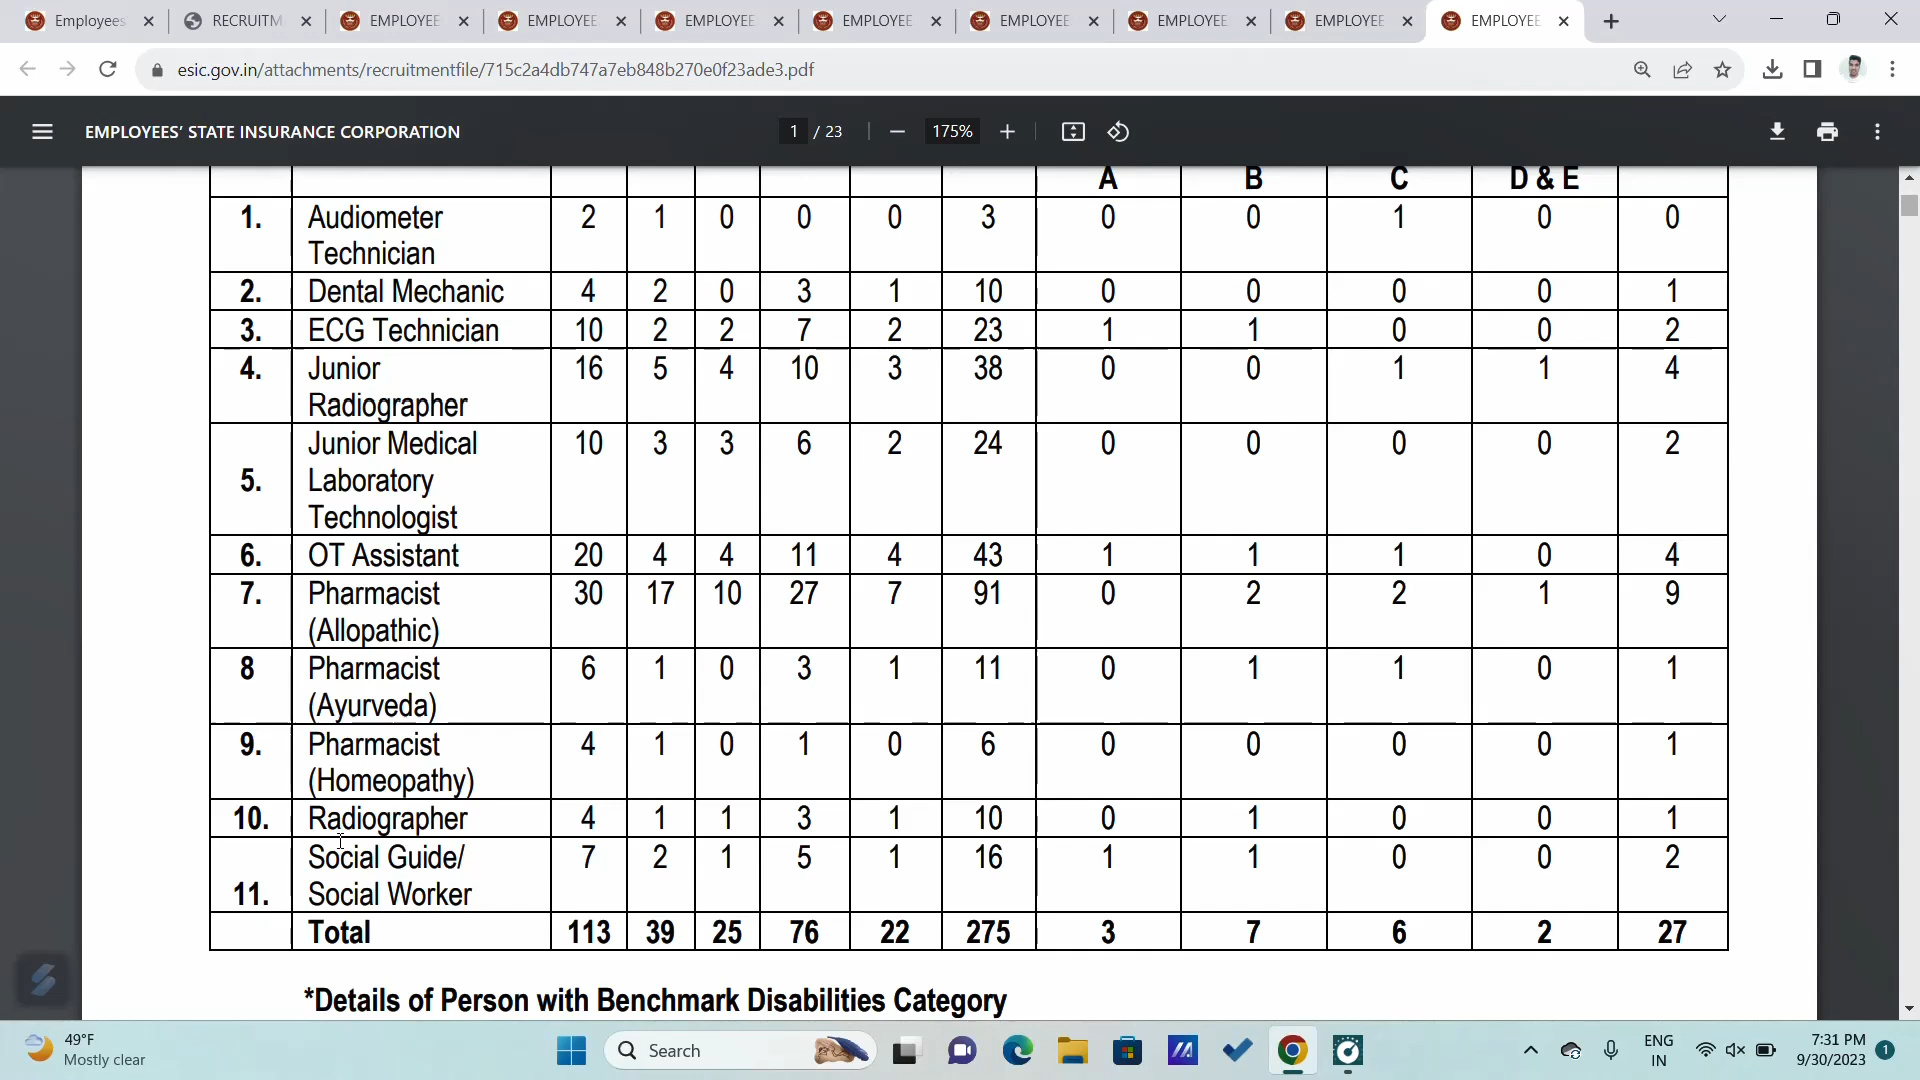 Employees
RECRUITM
EMPLOYEE
EMPLOYEE
EMPLOYEE
EMPLOYEE
EMPLOYEE
EMPLOYEE
EMPLOYEE
EMPLOYEE
esic.gov.in/attachments/recruitmentfile/715c2a4db747a7eb848b270e0f23ade3.pdf
EMPLOYEES' STATE INSURANCE CORPORATION
1 / 23
175%
A B C D & E
1. Audiometer Technician 2 1 0 0 0 3 0 0 1 0 0
2. Dental Mechanic 4 2 0 3 1 10 0 0 0 0 1
3. ECG Technician 10 2 2 7 2 23 1 1 0 0 2
4. Junior Radiographer 16 5 4 10 3 38 0 0 1 1 4
5. Junior Medical Laboratory Technologist 10 3 3 6 2 24 0 0 0 0 2
6. OT Assistant 20 4 4 11 4 43 1 1 1 0 4
7. Pharmacist (Allopathic) 30 17 10 27 7 91 0 2 2 1 9
8 Pharmacist (Ayurveda) 6 1 0 3 1 11 0 1 1 0 1
9. Pharmacist (Homeopathy) 4 1 0 1 0 6 0 0 0 0 1
10. Radiographer 4 1 1 3 1 10 0 1 0 0 1
11. Social Guide/ Social Worker 7 2 1 5 1 16 1 1 0 0 2
Total 113 39 25 76 22 275 3 7 6 2 27
*Details of Person with Benchmark Disabilities Category
49°F
Mostly clear
Search
ENG
IN
7:31 PM
9/30/2023
1